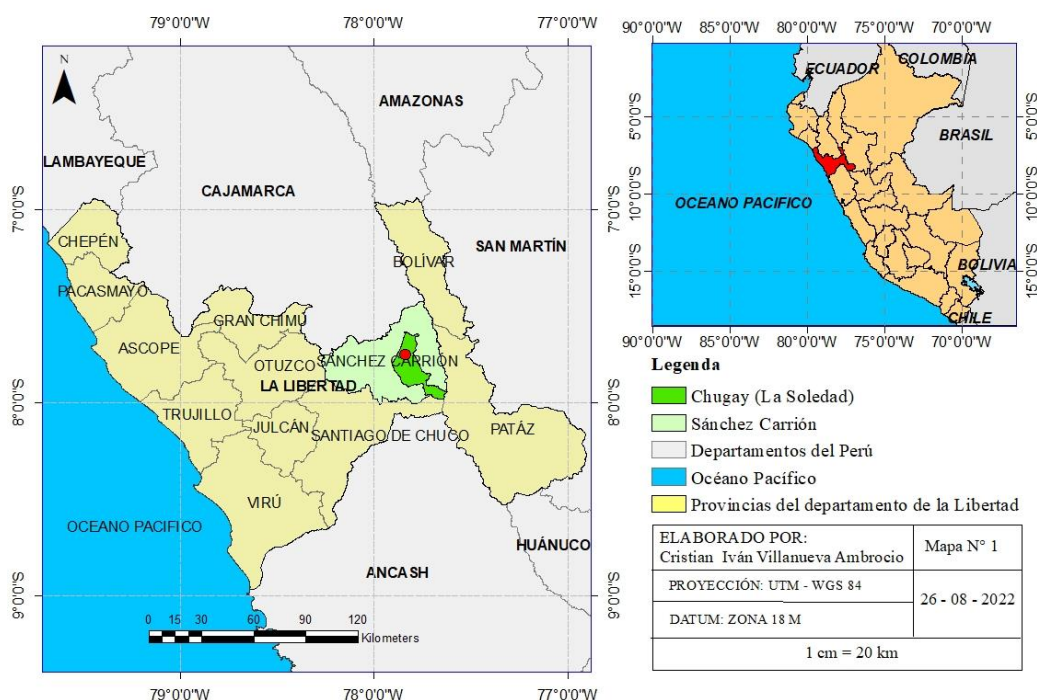 79°0'0"W
78°0'0"W
77°0'0"W
N
AMAZONAS
LAMBAYEQUE
CAJAMARCA
7°0'0"S
7°0'0"S
CHEPÉN
SAN MARTÍN
BOLÍVAR
PACASMAYO
GRAN CHIMÚ
ASCOPE
OTUZCO
SÁNCHEZ CARRIÓN
LA LIBERTAD
8°0'0"S
8°0'0"S
TRUJILLO
JULCÁN
SANTIAGO DE CHUCO
PATÁZ
VIRÚ
OCEANO PACIFICO
HUÁNUCO
ANCASH
9°0'0"S
9°0'0"S
0 15 30 60 90 120
Kilometers
79°0'0"W
78°0'0"W
77°0'0"W
90°0'0"W
85°0'0"W
80°0'0"W
75°0'0"W
70°0'0"W
COLOMBIA
ECUADOR
5°0'0"S
5°0'0"S
BRASIL
OCEANO PACIFICO
10°0'0"S
10°0'0"S
BOLIVIA
15°0'0"S
15°0'0"S
CHILE
90°0'0"W
85°0'0"W
80°0'0"W
75°0'0"W
70°0'0"W
Legenda
Chugay (La Soledad)
Sánchez Carrión
Departamentos del Perú
Océano Pacífico
Provincias del departamento de la Libertad
ELABORADO POR:
Cristian Iván Villanueva Ambrocio
Mapa N° 1
PROYECCIÓN: UTM - WGS 84
26 - 08 - 2022
DATUM: ZONA 18 M
1 cm = 20 km